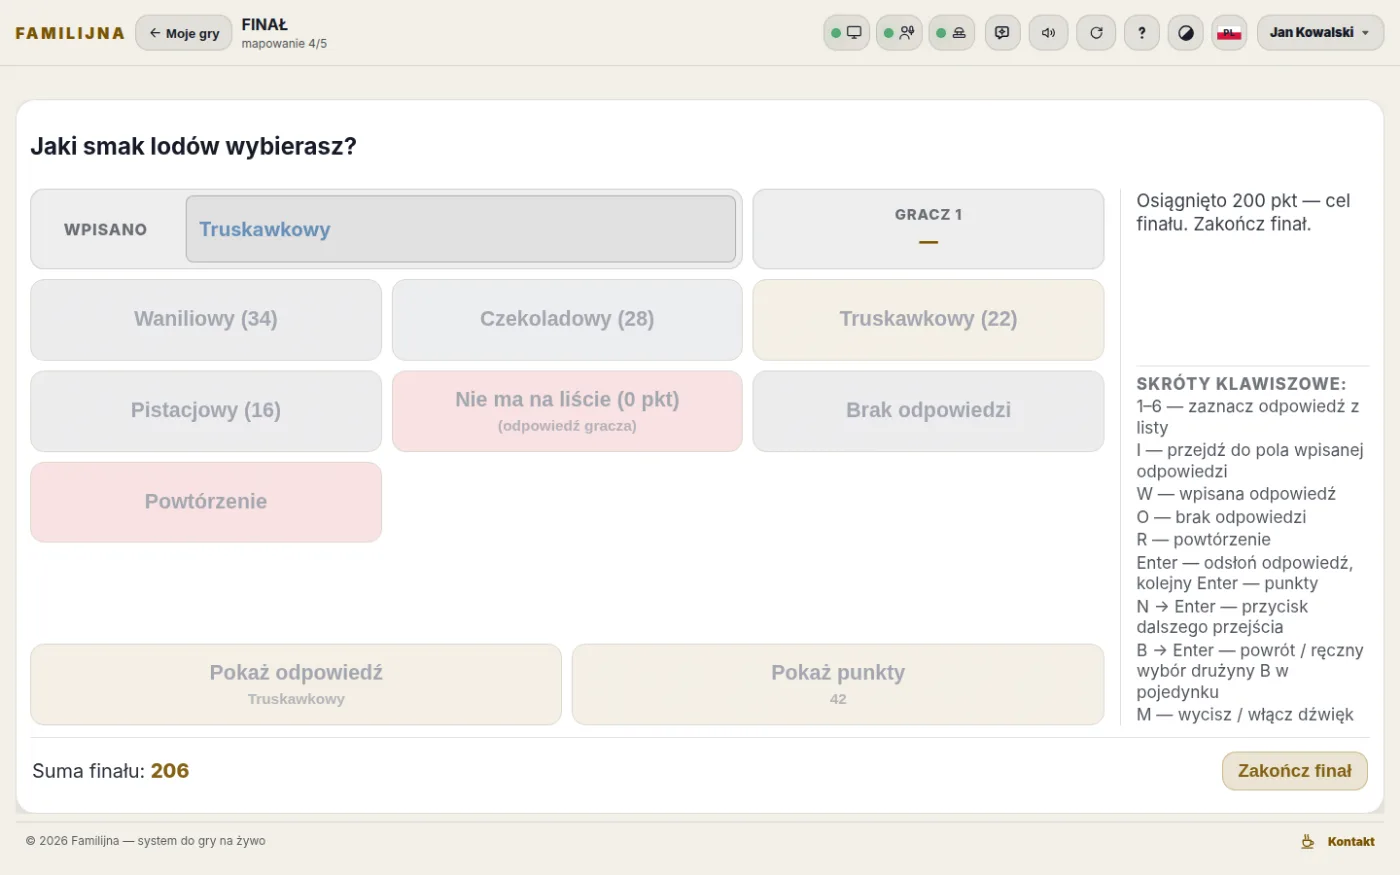 FAMILIJNA
← Moje gry
FINAŁ
mapowanie 4/5
?
PL
Jan Kowalski
Jaki smak lodów wybierasz?
WPISANO
Truskawkowy
GRACZ 1
—
Waniliowy (34)
Czekoladowy (28)
Truskawkowy (22)
Pistacjowy (16)
Nie ma na liście (0 pkt)
(odpowiedź gracza)
Brak odpowiedzi
Powtórzenie
Pokaż odpowiedź
Truskawkowy
Pokaż punkty
42
Osiągnięto 200 pkt — cel
finału. Zakończ finał.
SKRÓTY KLAWISZOWE:
1–6 — zaznacz odpowiedź z
listy
I — przejdź do pola wpisanej
odpowiedzi
W — wpisana odpowiedź
O — brak odpowiedzi
R — powtórzenie
Enter — odsłoń odpowiedź,
kolejny Enter — punkty
N → Enter — przycisk
dalszego przejścia
B → Enter — powrót / ręczny
wybór drużyny B w
pojedynku
M — wycisz / włącz dźwięk
Suma finału: 206
Zakończ finał
© 2026 Familijna — system do gry na żywo
Kontakt